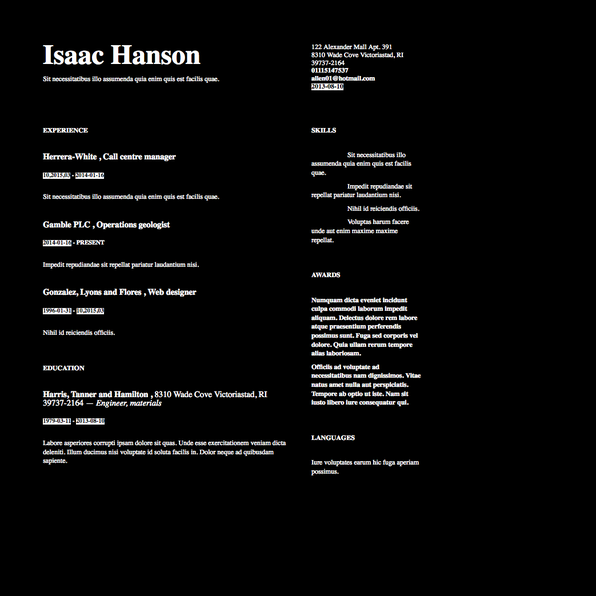 Isaac Hanson
Sit necessitatibus illo assumenda quia enim quis est facilis quae.
122 Alexander Mall Apt. 391
8310 Wade Cove Victoriastad, RI
39737-2164
01115147537
allen01@hotmail.com
2013-08-10
EXPERIENCE
Herrera-White , Call centre manager
10.2015.03 - 2014-01-16
Sit necessitatibus illo assumenda quia enim quis est facilis quae.
Gamble PLC , Operations geologist
2014-01-16 - PRESENT
Impedit repudiandae sit repellat pariatur laudantium nisi.
Gonzalez, Lyons and Flores , Web designer
1996-01-31 - 10.2015.03
Nihil id reiciendis officiis.
EDUCATION
Harris, Tanner and Hamilton , 8310 Wade Cove Victoriastad, RI
39737-2164 — Engineer, materials
1979-03-11 - 2013-08-10
Labore asperiores corrupti ipsam dolore sit quas. Unde esse exercitationem veniam dicta
deleniti. Illum ducimus nisi voluptate id soluta facilis in. Dolor neque ad quibusdam
sapiente.
SKILLS
Sit necessitatibus illo
assumenda quia enim quis est facilis
quae.
Impedit repudiandae sit
repellat pariatur laudantium nisi.
Nihil id reiciendis officiis.
Voluptas harum facere
unde aut enim maxime maxime
repellat.
AWARDS
Numquam dicta eveniet incidunt
culpa commodi laborum impedit
aliquam. Delectus dolore rem labore
atque praesentium perferendis
possimus sunt. Fuga sed corporis vel
dolore. Quia ullam rerum tempore
alias laboriosam.
Officiis ad voluptate ad
necessitatibus nam dignissimos. Vitae
natus amet nulla aut perspiciatis.
Tempore ab optio ut iste. Nam sit
iusto libero iure consequatur qui.
LANGUAGES
Iure voluptates earum hic fuga aperiam
possimus.